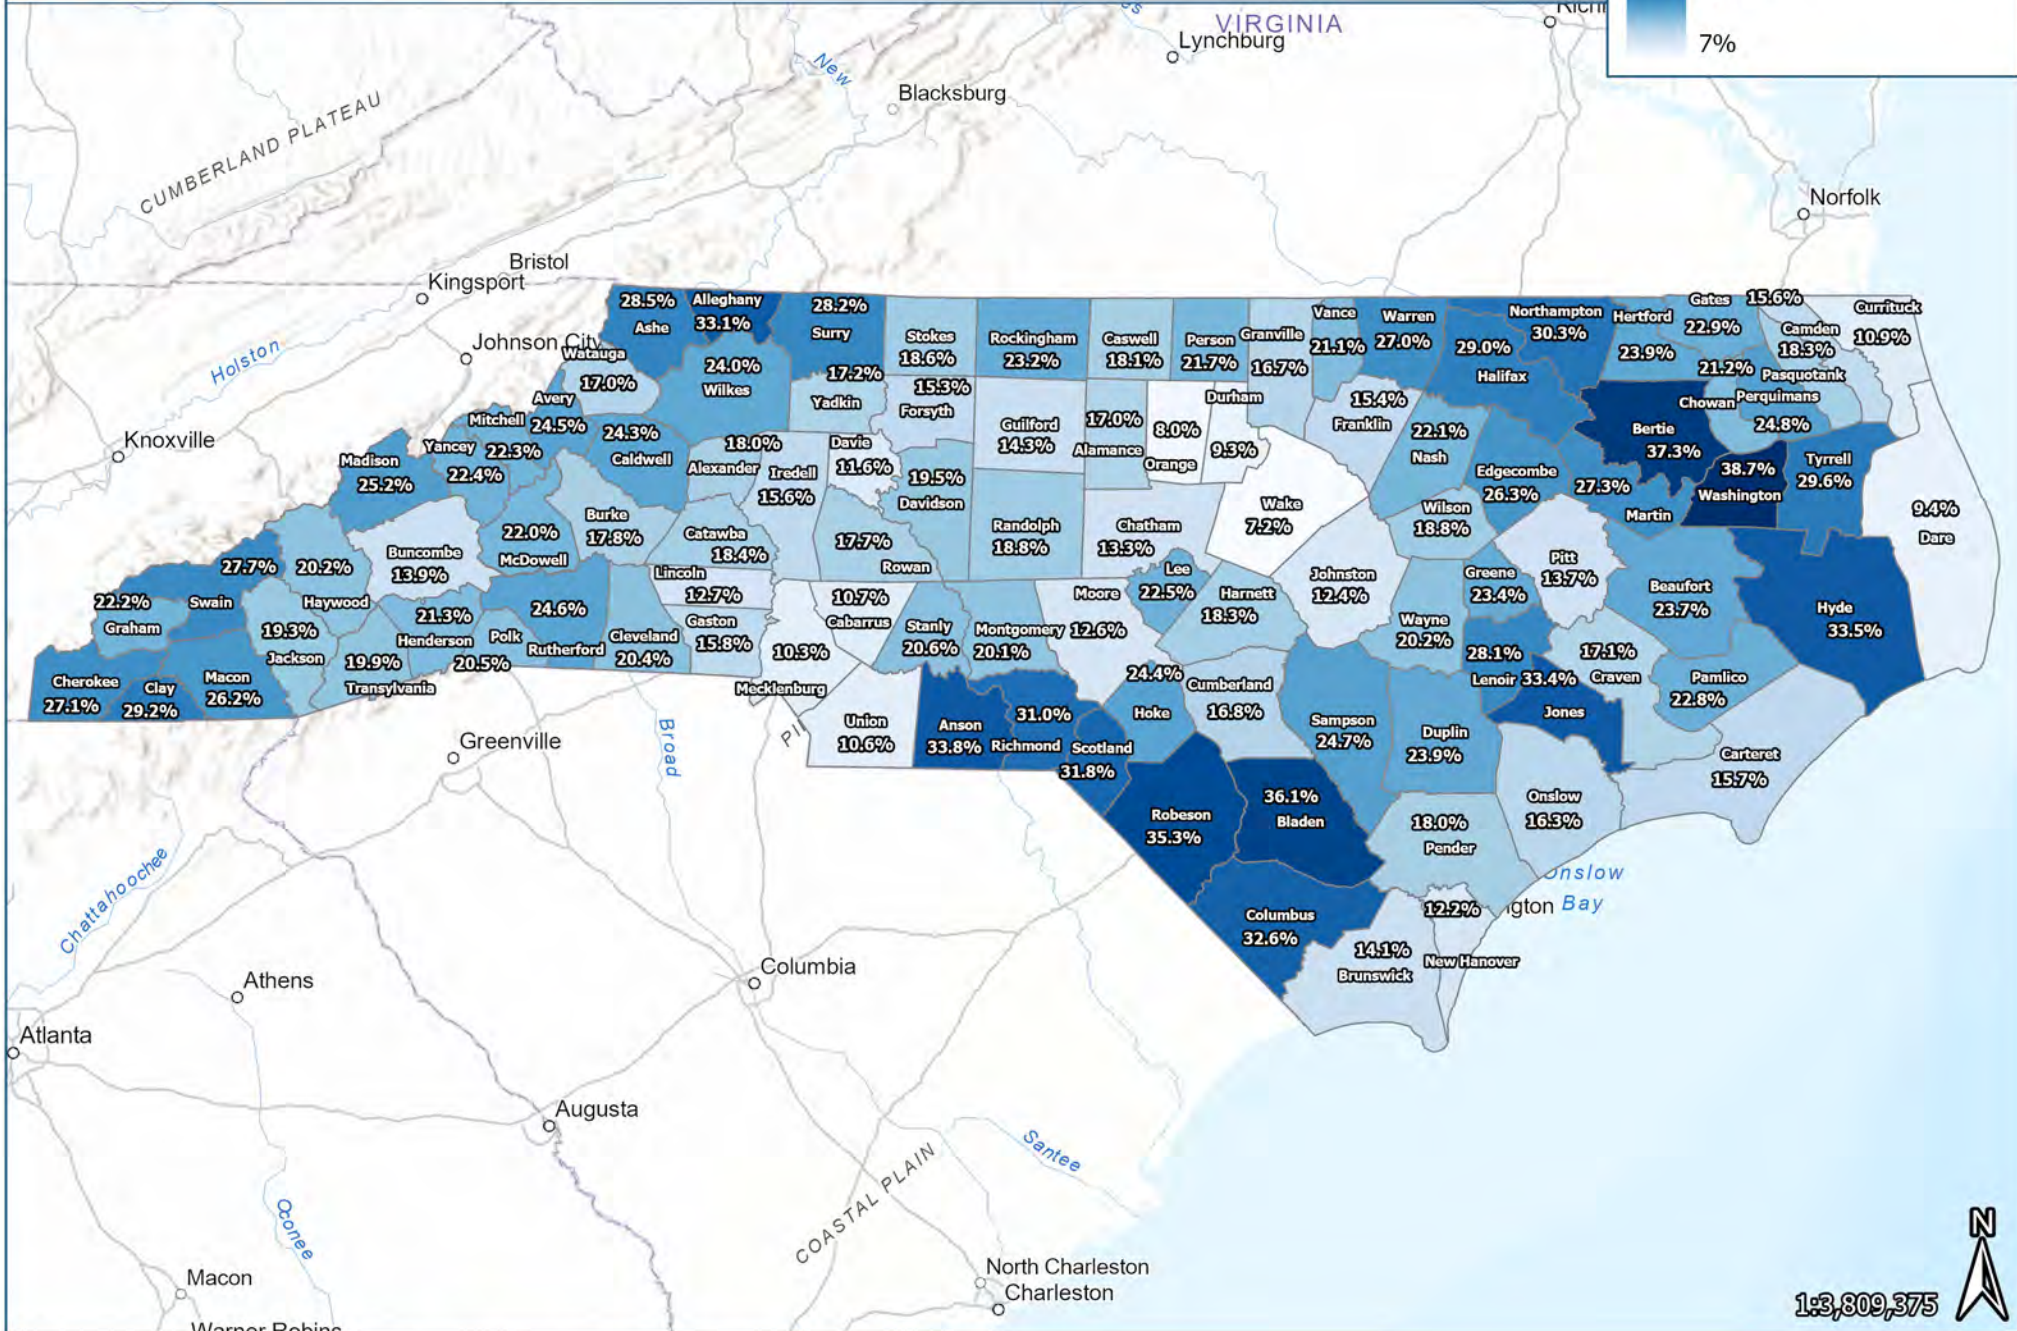 VIRGINIA
Lynchburg
7%
New
Blacksburg
CUMBERLAND PLATEAU
Norfolk
Bristol
Kingsport
Johnson City
Holston
Knoxville
28.5%
Ashe
Alleghany
33.1%
28.2%
Surry
Stokes
18.6%
Rockingham
23.2%
Caswell
18.1%
Person
21.7%
Granville
16.7%
Vance
21.1%
Warren
27.0%
29.0%
Halifax
Northampton
30.3%
Hertford
23.9%
Gates
22.9%
15.6%
Camden
18.3%
Currituck
10.9%
21.2%
Pasquotank
Chowan
Perquimans
24.8%
Watauga
17.0%
24.0%
Wilkes
17.2%
Yadkin
15.3%
Forsyth
Guilford
14.3%
17.0%
Alamance
8.0%
Orange
Durham
9.3%
15.4%
Franklin
22.1%
Nash
Edgecombe
26.3%
Bertie
37.3%
38.7%
Washington
Tyrrell
29.6%
9.4%
Dare
Avery
24.5%
Mitchell
22.3%
Yancey
22.4%
Madison
25.2%
24.3%
Caldwell
18.0%
Alexander
Iredell
15.6%
Davie
11.6%
19.5%
Davidson
Randolph
18.8%
Chatham
13.3%
Wake
7.2%
Wilson
18.8%
27.3%
Martin
27.7%
Swain
20.2%
Haywood
Buncombe
13.9%
22.0%
McDowell
Burke
17.8%
Catawba
18.4%
17.7%
Rowan
Lincoln
12.7%
Lee
22.5%
Harnett
18.3%
Johnston
12.4%
Greene
23.4%
Pitt
13.7%
Beaufort
23.7%
Hyde
33.5%
22.2%
Graham
19.3%
Jackson
21.3%
Henderson
Polk
20.5%
24.6%
Rutherford
Cleveland
20.4%
Gaston
15.8%
10.7%
Cabarrus
10.3%
Mecklenburg
Stanly
20.6%
Montgomery
20.1%
Moore
12.6%
Wayne
20.2%
28.1%
Lenoir
17.1%
Craven
Pamlico
22.8%
Cherokee
27.1%
Clay
29.2%
Macon
26.2%
19.9%
Transylvania
Union
10.6%
Anson
33.8%
31.0%
Richmond
Scotland
31.8%
24.4%
Hoke
Cumberland
16.8%
Sampson
24.7%
Duplin
23.9%
33.4%
Jones
Carteret
15.7%
Robeson
35.3%
36.1%
Bladen
18.0%
Pender
Onslow
16.3%
Columbus
32.6%
14.1%
Brunswick
12.2%
New Hanover
Onslow
Bay
Greenville
Broad
Chattahoochee
Athens
Atlanta
Columbia
Augusta
Oconee
Santee
COASTAL PLAIN
North Charleston
Charleston
Macon
Warner Robins
N
1:3,809,375